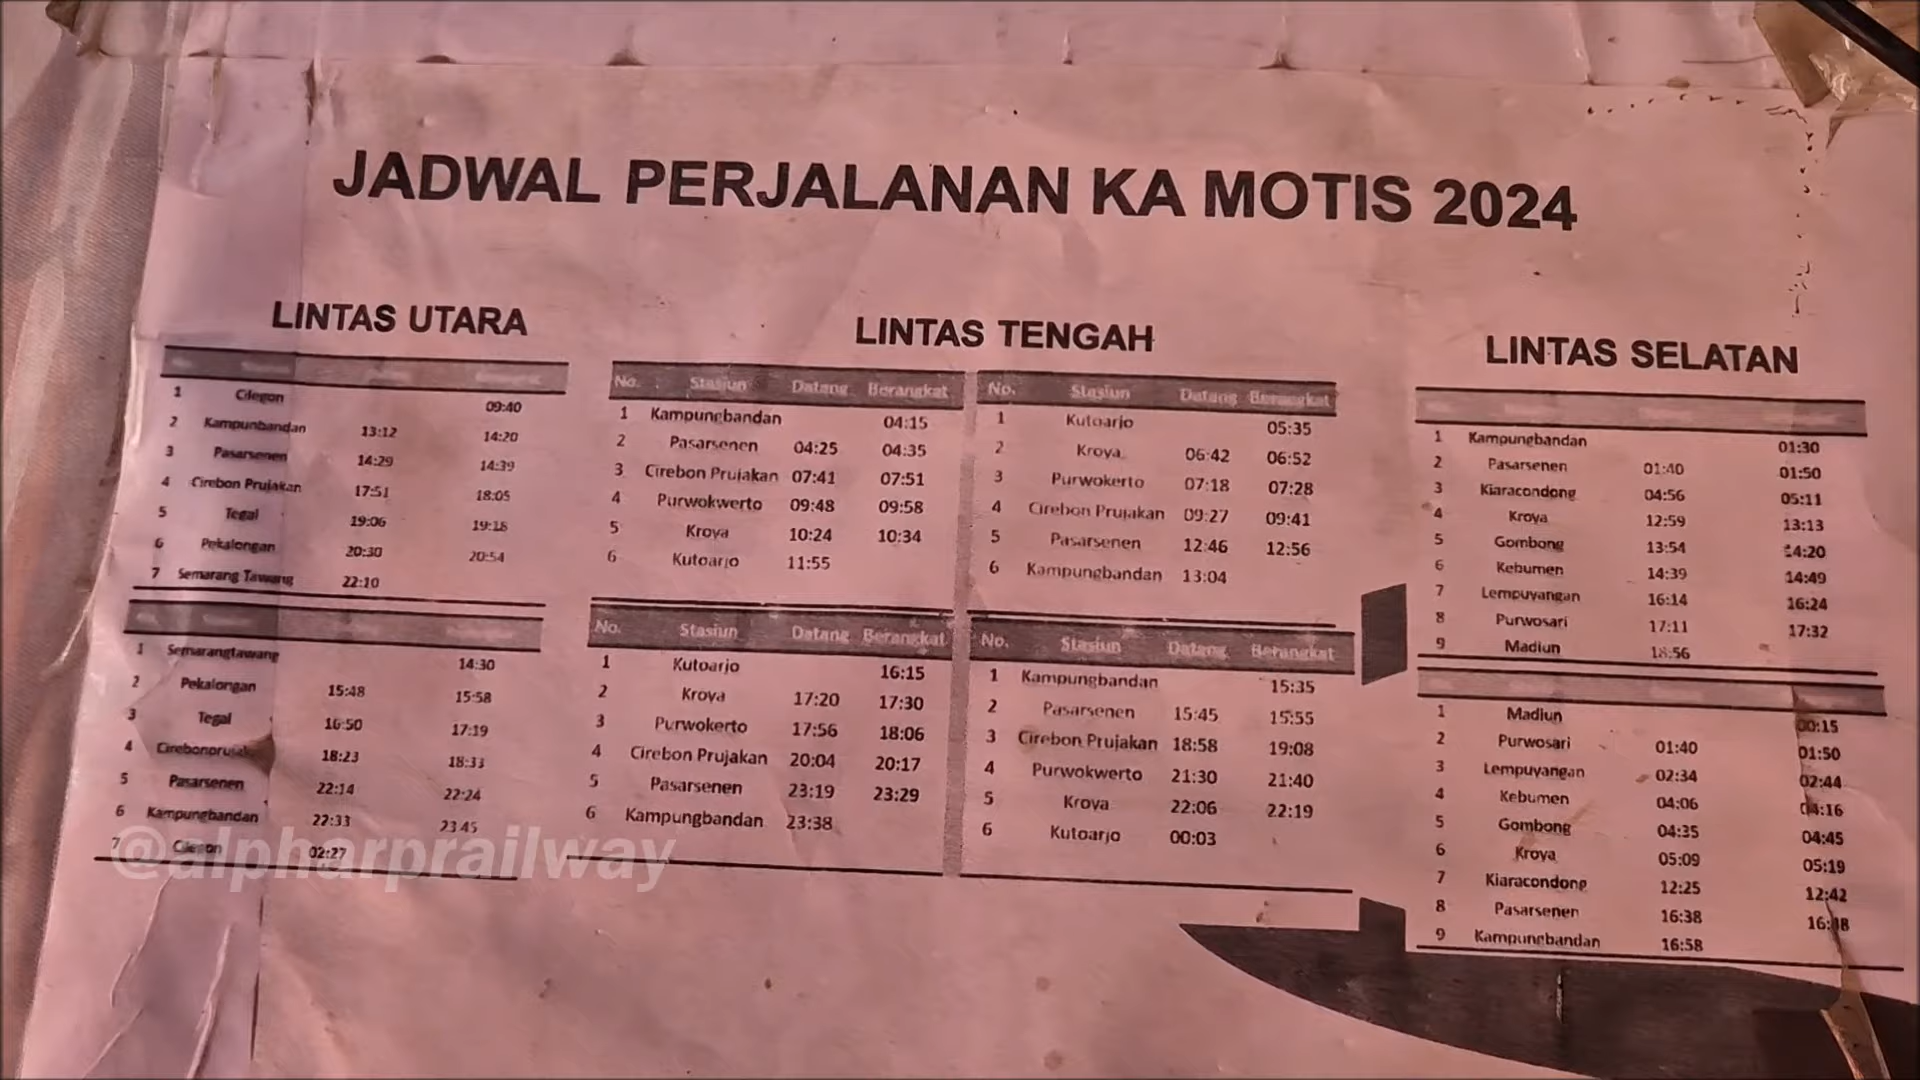 JADWAL PERJALANAN KA MOTIS 2024
LINTAS UTARA
1 Cilegon 09:40
2 Kampunbandan 13:12 14:20
3 Pasarsenen 14:29 14:39
4 Cirebon Prujakan 17:51 18:05
5 Tegal 19:06 19:18
6 Pekalongan 20:30 20:54
7 Semarang Tawang 22:10
1 Semarangtawang 14:30
2 Pekalongan 15:48 15:58
3 Tegal 16:50 17:19
4 18:23 18:33
5 Pasarsenen 22:14 22:24
6 Kampungbandan 22:33 23:45
7 Cilegon 02:27
LINTAS TENGAH
No. Stasiun Datang Berangkat
1 Kampungbandan 04:15
2 Pasarsenen 04:25 04:35
3 Cirebon Prujakan 07:41 07:51
4 Purwokwerto 09:48 09:58
5 Kroya 10:24 10:34
6 Kutoarjo 11:55
No. Stasiun Datang Berangkat
1 Kutoarjo 16:15
2 Kroya 17:20 17:30
3 Purwokerto 17:56 18:06
4 Cirebon Prujakan 20:04 20:17
5 Pasarsenen 23:19 23:29
6 Kampungbandan 23:38
No. Stasiun Datang Berangkat
1 Kutoarjo 05:35
2 Kroya 06:42 06:52
3 Purwokerto 07:18 07:28
4 Cirebon Prujakan 09:27 09:41
5 Pasarsenen 12:46 12:56
6 Kampungbandan 13:04
No. Stasiun Datang Berangkat
1 Kampungbandan 15:35
2 Pasarsenen 15:45 15:55
3 Cirebon Prujakan 18:58 19:08
4 Purwokwerto 21:30 21:40
5 Kroya 22:06 22:19
6 Kutoarjo 00:03
LINTAS SELATAN
1 Kampungbandan 01:30
2 Pasarsenen 01:40 01:50
3 Kiaracondong 04:56 05:11
4 Kroya 12:59 13:13
5 Gombong 13:54 14:20
6 Kebumen 14:39 14:49
7 Lempuyangan 16:14 16:24
8 Purwosari 17:11 17:32
9 Madiun 18:56
1 Madiun 00:15
2 Purwosari 01:40 01:50
3 Lempuyangan 02:34 02:44
4 Kebumen 04:06 04:16
5 Gombong 04:35 04:45
6 Kroya 05:09 05:19
7 Kiaracondong 12:25 12:42
8 Pasarsenen 16:38 16:48
9 Kampungbandan 16:58
@alpharprailway